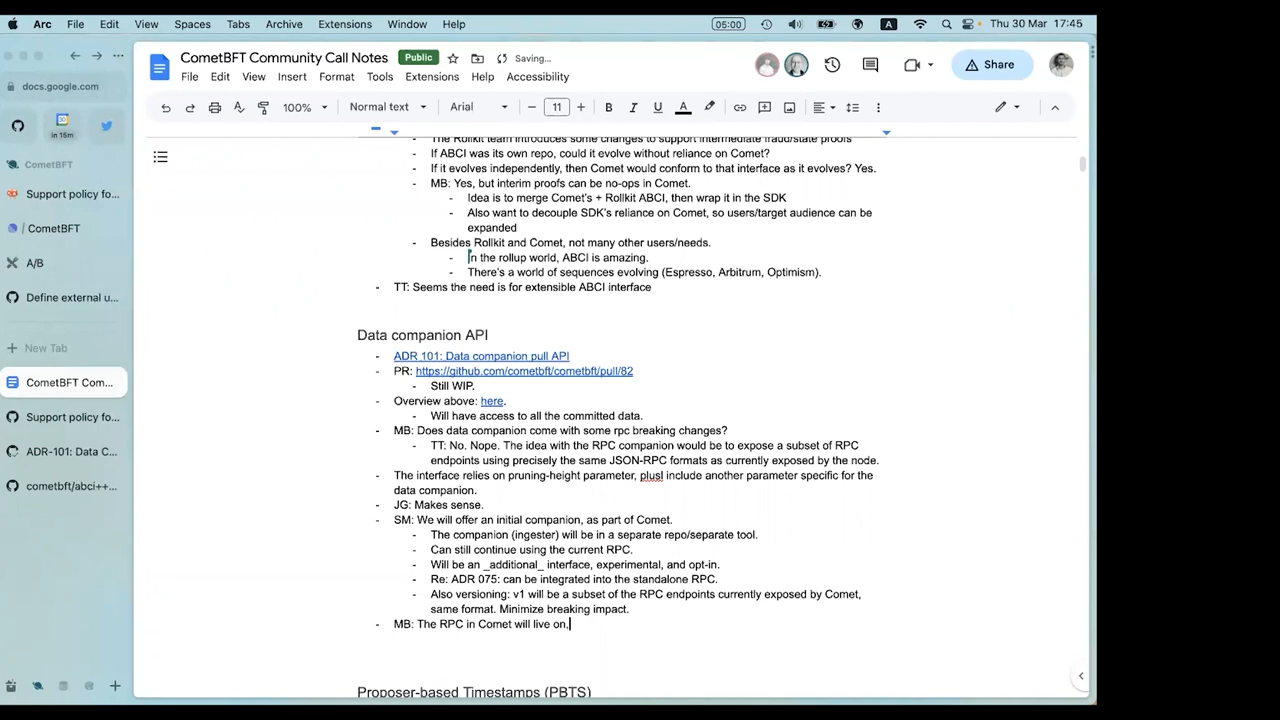 Arc File Edit View Spaces Tabs Archive Extensions Window Help 05:00 A Thu 30 Mar 17:45
docs.google.com
in 15m
CometBFT
Support policy fo...
/ CometBFT
A/B
Define external u...
New Tab
CometBFT Com...
Support policy fo...
ADR-101: Data C...
cometbft/abci++...
CometBFT Community Call Notes Public Saving...
File Edit View Insert Format Tools Extensions Help Accessibility
Share
100% Normal text Arial 11 B I U A
- The Rollkit team introduces some changes to support intermediate fraud/state proofs
- If ABCI was its own repo, could it evolve without reliance on Comet?
- If it evolves independently, then Comet would conform to that interface as it evolves? Yes.
- MB: Yes, but interim proofs can be no-ops in Comet.
- Idea is to merge Comet's + Rollkit ABCI, then wrap it in the SDK
- Also want to decouple SDK's reliance on Comet, so users/target audience can be
expanded
- Besides Rollkit and Comet, not many other users/needs.
- In the rollup world, ABCI is amazing.
- There's a world of sequences evolving (Espresso, Arbitrum, Optimism).
- TT: Seems the need is for extensible ABCI interface
Data companion API
- ADR 101: Data companion pull API
- PR: https://github.com/cometbft/cometbft/pull/82
- Still WIP.
- Overview above: here.
- Will have access to all the committed data.
- MB: Does data companion come with some rpc breaking changes?
- TT: No. Nope. The idea with the RPC companion would be to expose a subset of RPC
endpoints using precisely the same JSON-RPC formats as currently exposed by the node.
- The interface relies on pruning-height parameter, plusI include another parameter specific for the
data companion.
- JG: Makes sense.
- SM: We will offer an initial companion, as part of Comet.
- The companion (ingester) will be in a separate repo/separate tool.
- Can still continue using the current RPC.
- Will be an _additional_ interface, experimental, and opt-in.
- Re: ADR 075: can be integrated into the standalone RPC.
- Also versioning: v1 will be a subset of the RPC endpoints currently exposed by Comet,
same format. Minimize breaking impact.
- MB: The RPC in Comet will live on,
Proposer-based Timestamps (PBTS)